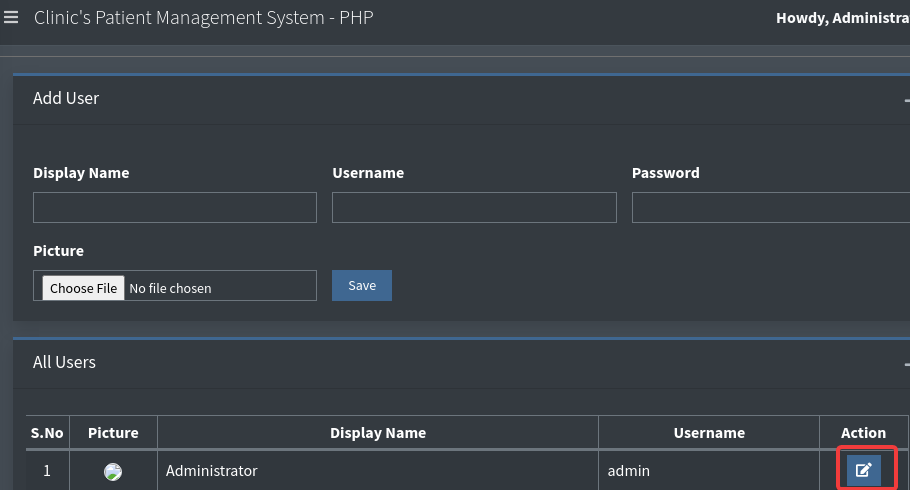 Clinic's Patient Management System - PHP
Howdy, Administra
Add User
Display Name
Username
Password
Picture
Choose File No file chosen
Save
All Users
S.No Picture Display Name Username Action
1 Administrator admin